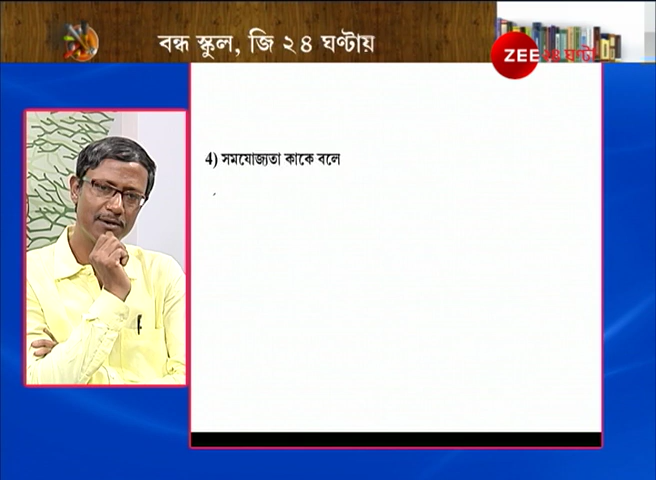 বন্ধ স্কুল, জি ২৪ ঘণ্টায়
ZEE ২৪ ঘণ্টা
4) সমযোজ্যতা কাকে বলে